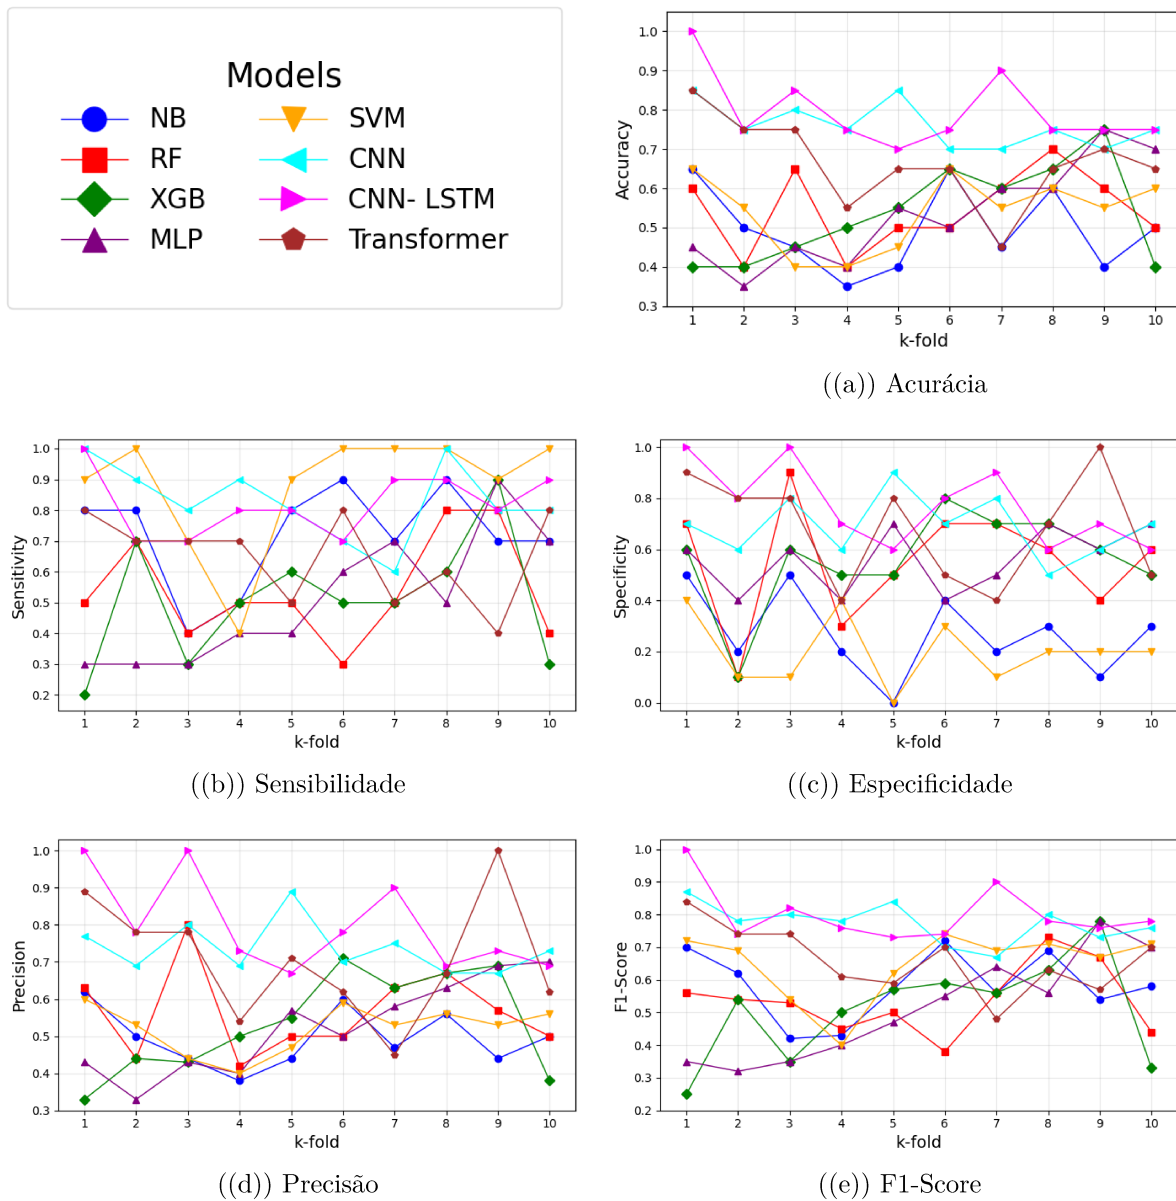 Models
NB
SVM
RF
CNN
XGB
CNN- LSTM
MLP
Transformer
1.0
0.9
0.8
0.7
0.6
0.5
0.4
0.3
Accuracy
1 2 3 4 5 6 7 8 9 10
k-fold
((a)) Acurácia
1.0
0.9
0.8
0.7
0.6
0.5
0.4
0.3
0.2
Sensitivity
1 2 3 4 5 6 7 8 9 10
k-fold
((b)) Sensibilidade
1.0
0.8
0.6
0.4
0.2
0.0
Specificity
1 2 3 4 5 6 7 8 9 10
k-fold
((c)) Especificidade
1.0
0.9
0.8
0.7
0.6
0.5
0.4
0.3
Precision
1 2 3 4 5 6 7 8 9 10
k-fold
((d)) Precisão
1.0
0.9
0.8
0.7
0.6
0.5
0.4
0.3
0.2
F1-Score
1 2 3 4 5 6 7 8 9 10
k-fold
((e)) F1-Score